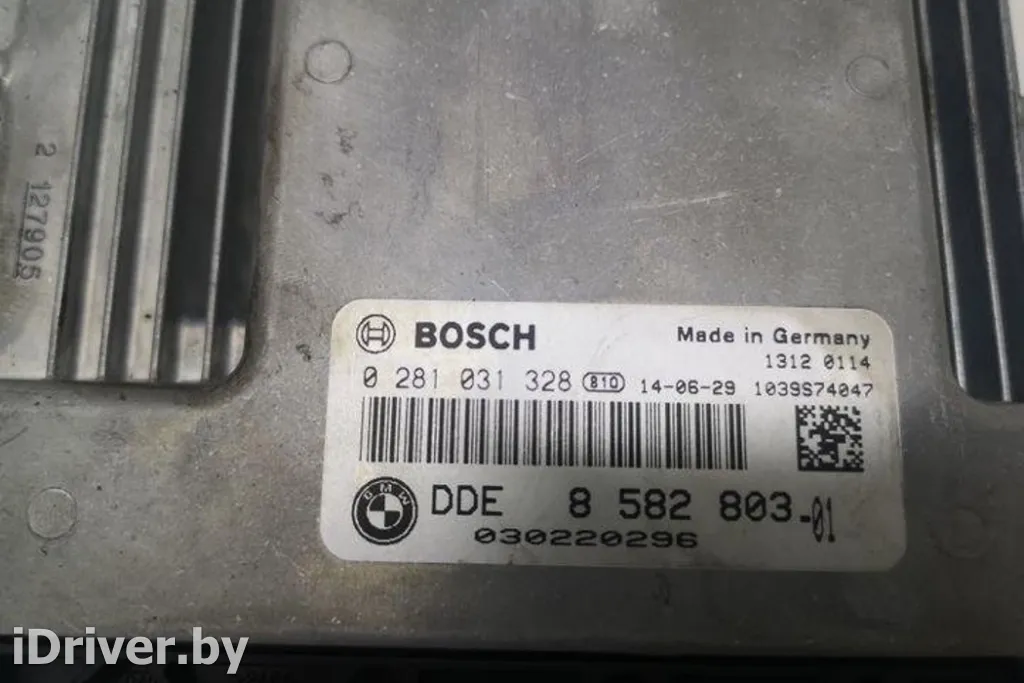 2 127905
BOSCH
Made in Germany
1312 0114
0 281 031 328 810 14-06-29 1039S74047
BMW
DDE 8 582 803-01
030220296
iDriver.by